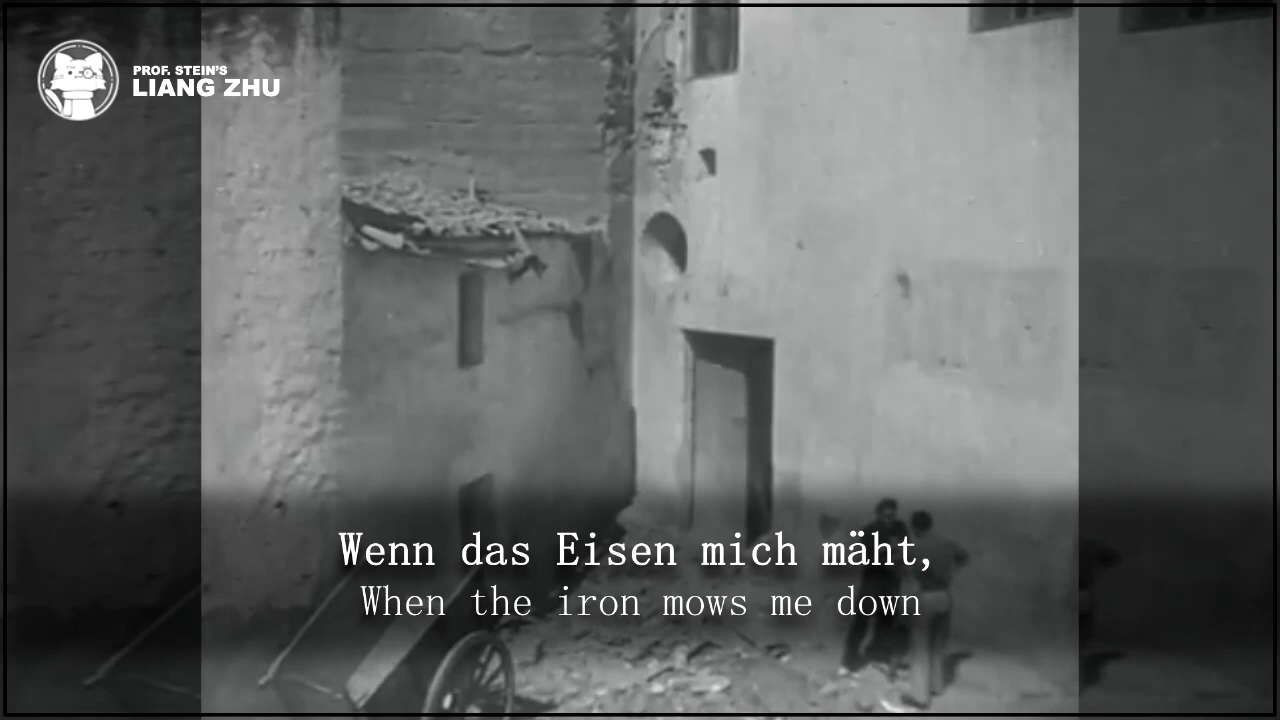 PROF. STEIN'S
LIANG ZHU
Wenn das Eisen mich mäht,
When the iron mows me down